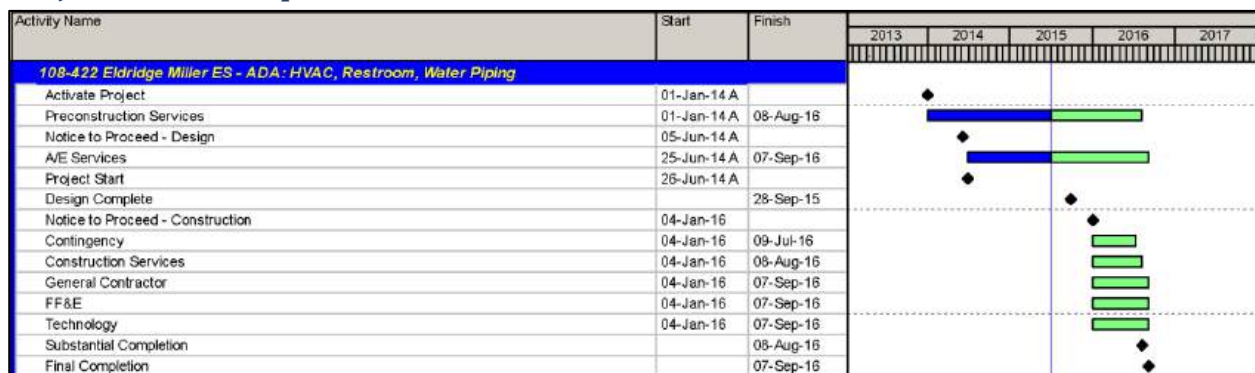 Activity Name Start Finish
2013 2014 2015 2016 2017
108-422 Eldridge Miller ES - ADA: HVAC, Restroom, Water Piping
Activate Project 01-Jan-14 A
Preconstruction Services 01-Jan-14 A 08-Aug-16
Notice to Proceed - Design 05-Jun-14 A
A/E Services 25-Jun-14 A 07-Sep-16
Project Start 26-Jun-14 A
Design Complete 28-Sep-15
Notice to Proceed - Construction 04-Jan-16
Contingency 04-Jan-16 09-Jul-16
Construction Services 04-Jan-16 08-Aug-16
General Contractor 04-Jan-16 07-Sep-16
FF&E 04-Jan-16 07-Sep-16
Technology 04-Jan-16 07-Sep-16
Substantial Completion 08-Aug-16
Final Completion 07-Sep-16